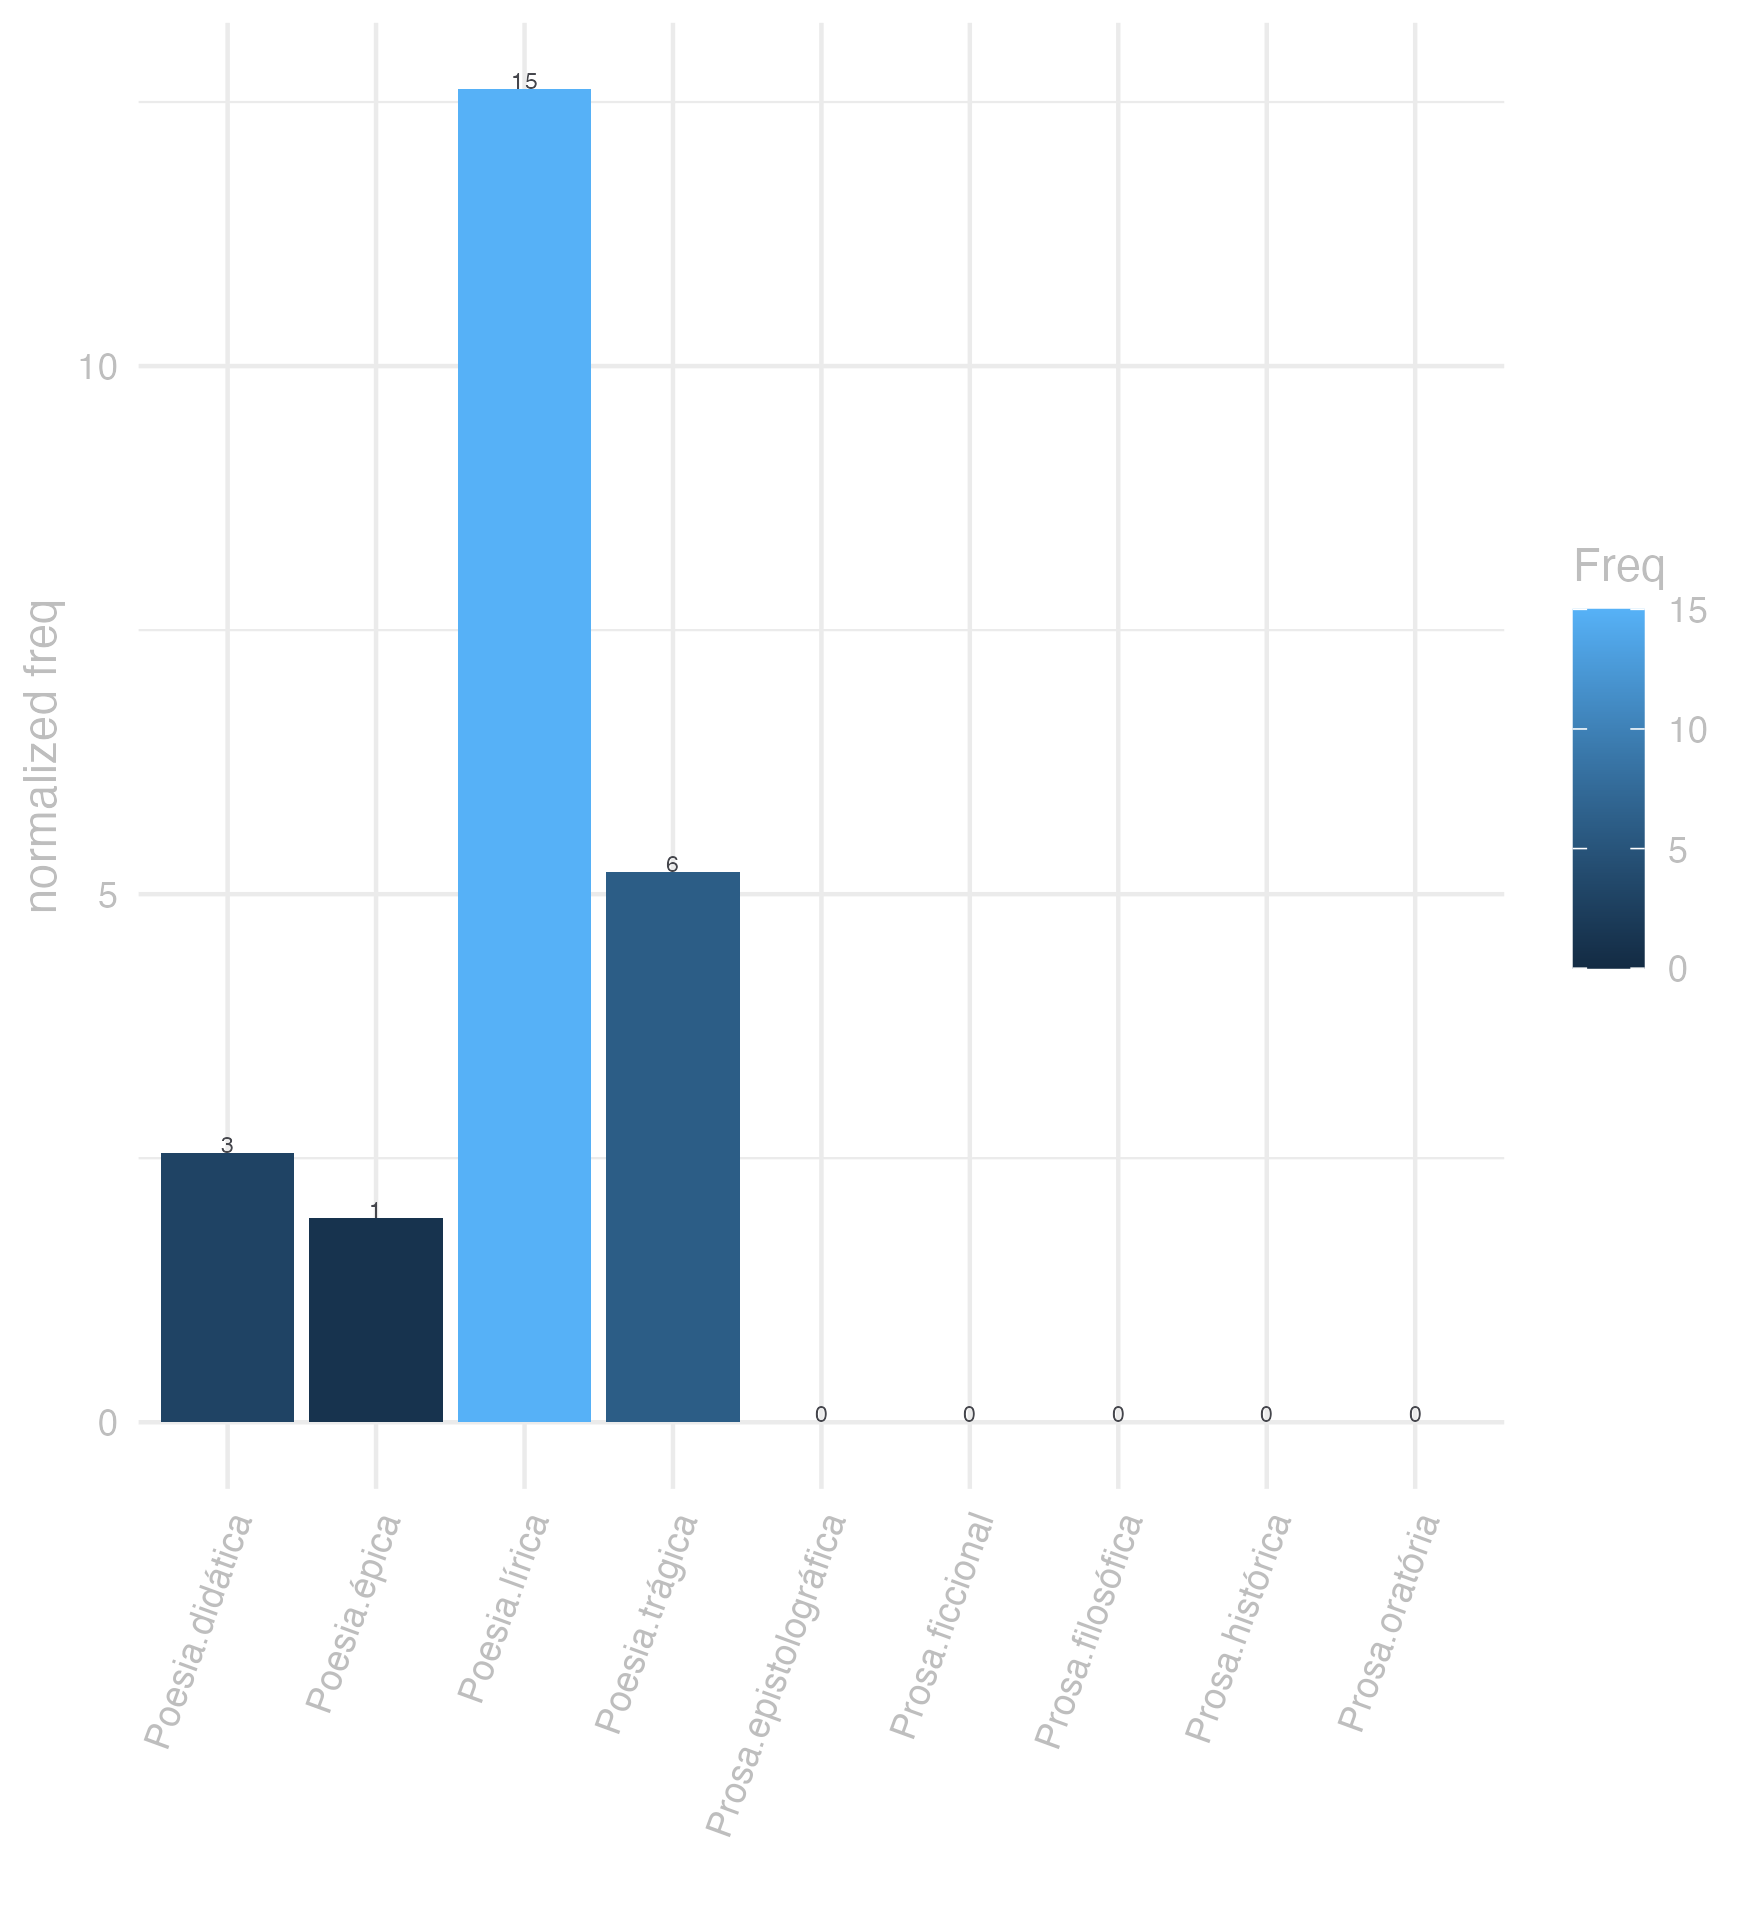 15
10
6
5
3
1
0
0
0
0
0
0
normalized freq
Poesia.didática
Poesia.épica
Poesia.lírica
Poesia.trágica
Prosa.epistolográfica
Prosa.ficcional
Prosa.filosófica
Prosa.histórica
Prosa.oratória
Freq
15
10
5
0